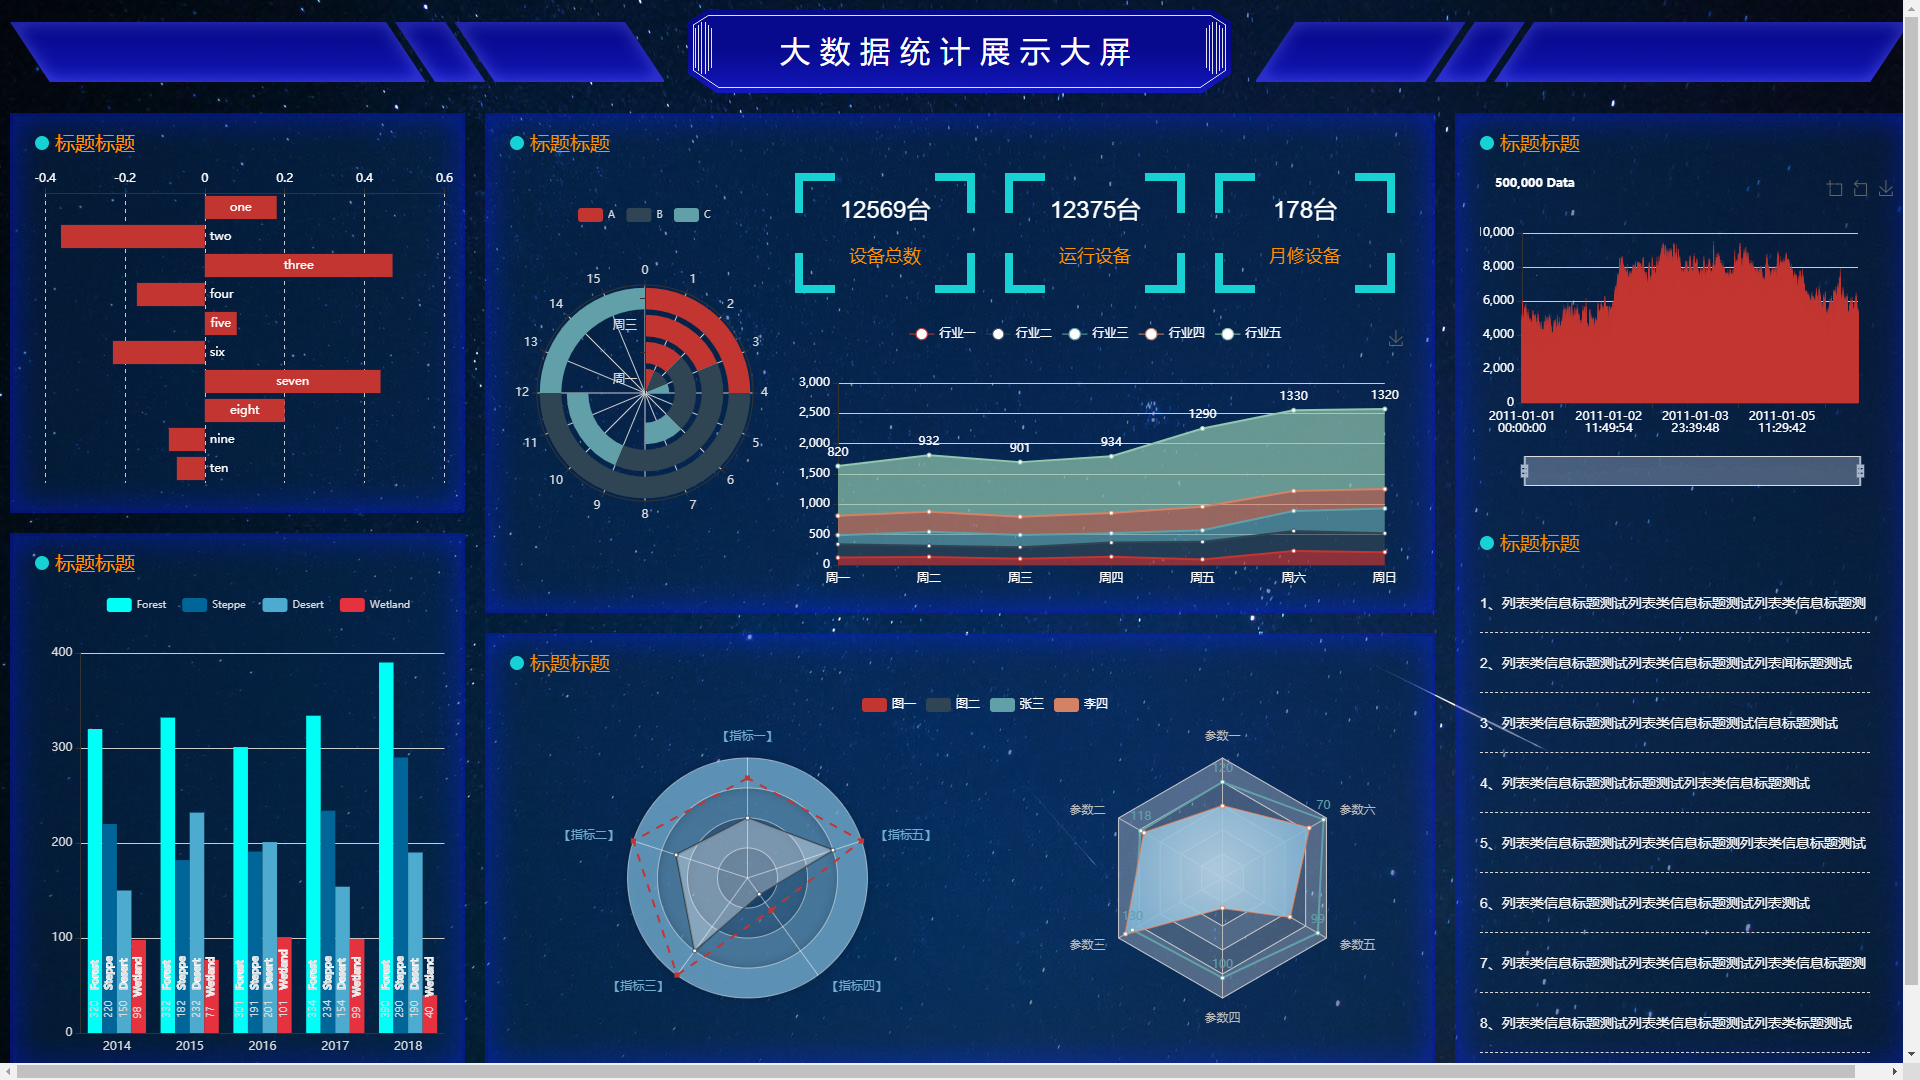 大数据统计展示大屏
标题标题
-0.4 -0.2 0 0.2 0.4 0.6
one
two
three
four
five
six
seven
eight
nine
ten
标题标题
Forest Steppe Desert Wetland
400
300
200
100
0
320 Forest
220 Steppe
150 Desert
98 Wetland
332 Forest
182 Steppe
232 Desert
77 Wetland
301 Forest
191 Steppe
201 Desert
101 Wetland
334 Forest
234 Steppe
154 Desert
99 Wetland
390 Forest
290 Steppe
190 Desert
40 Wetland
2014 2015 2016 2017 2018
标题标题
A B C
0
1
2
3
4
5
6
7
8
9
10
11
12
13
14
15
周三
周一
12569台
设备总数
12375台
运行设备
178台
月修设备
行业一 行业二 行业三 行业四 行业五
3,000
2,500
2,000
1,500
1,000
500
0
820 932 901 934 1290 1330 1320
周一 周二 周三 周四 周五 周六 周日
标题标题
图一 图二 张三 李四
【指标一】
【指标二】
【指标三】
【指标四】
【指标五】
参数一
参数二
参数三
参数四
参数五
参数六
120
118
130
100
99
70
标题标题
500,000 Data
10,000
8,000
6,000
4,000
2,000
0
2011-01-01 2011-01-02 2011-01-03 2011-01-05
00:00:00 11:49:54 23:39:48 11:29:42
标题标题
1、列表类信息标题测试列表类信息标题测试列表类信息标题测
2、列表类信息标题测试列表类信息标题测试列表闻标题测试
3、列表类信息标题测试列表类信息标题测试信息标题测试
4、列表类信息标题测试标题测试列表类信息标题测试
5、列表类信息标题测试列表类信息标题测列表类信息标题测试
6、列表类信息标题测试列表类信息标题测试列表测试
7、列表类信息标题测试列表类信息标题测试列表类信息标题测
8、列表类信息标题测试列表类信息标题测试列表类标题测试